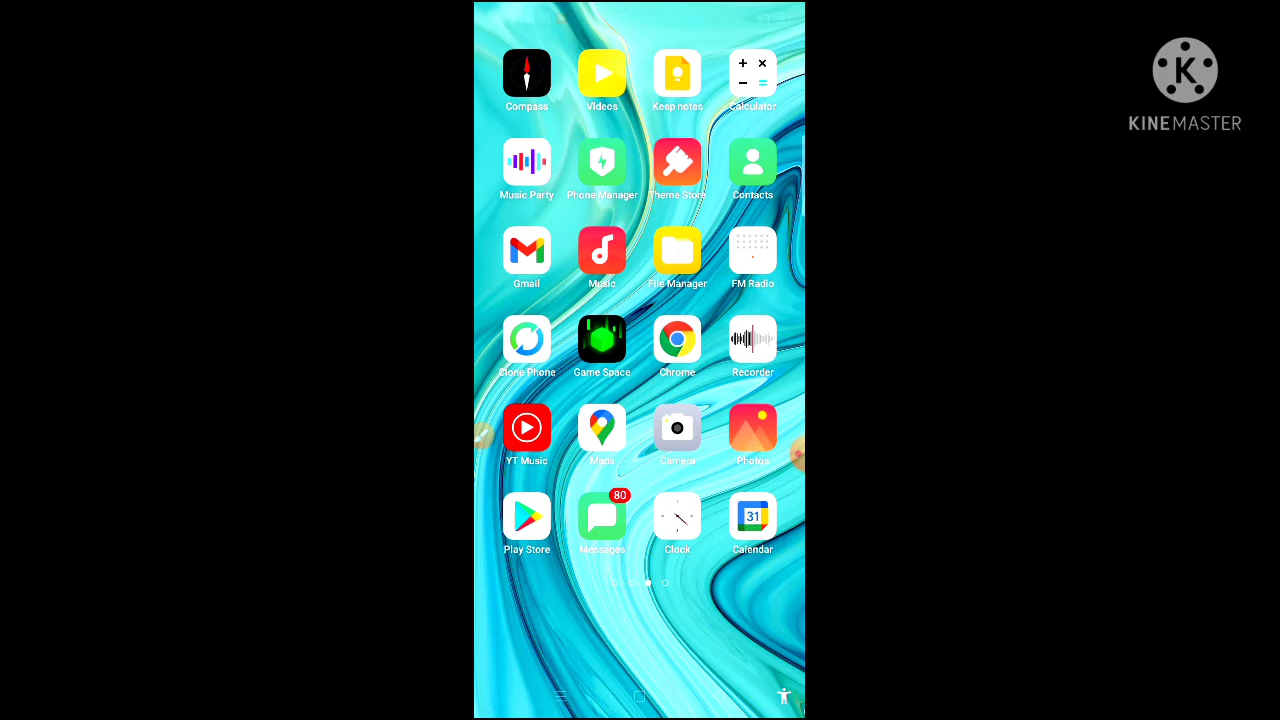 KINEMASTER
Compass Videos Keep notes Calculator
Music Party Phone Manager Theme Store Contacts
Gmail Music File Manager FM Radio
Clone Phone Game Space Chrome Recorder
YT Music Maps Camera Photos
80
31
Play Store Messages Clock Calendar